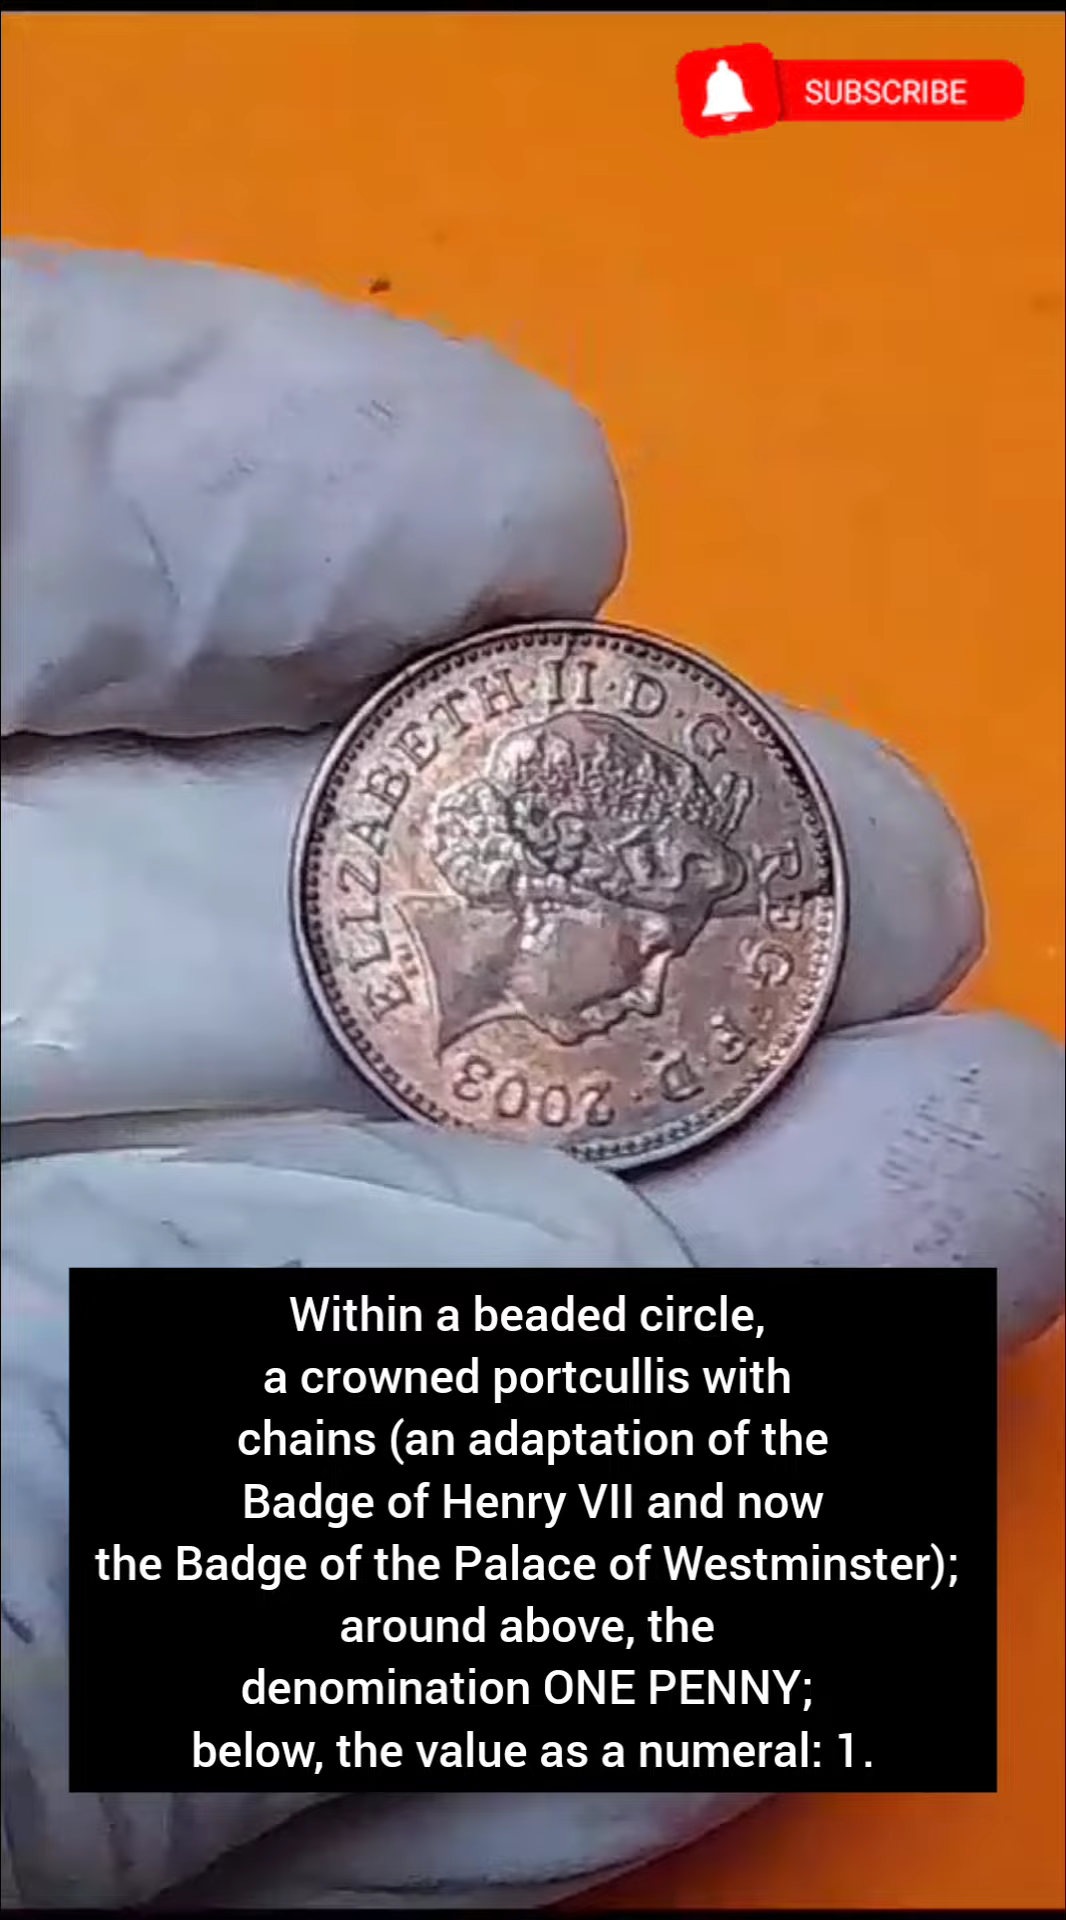 SUBSCRIBE
ELIZABETH·II·D·G
REG·F·D·
2003
Within a beaded circle,
a crowned portcullis with
chains (an adaptation of the
Badge of Henry VII and now
the Badge of the Palace of Westminster);
around above, the
denomination ONE PENNY;
below, the value as a numeral: 1.